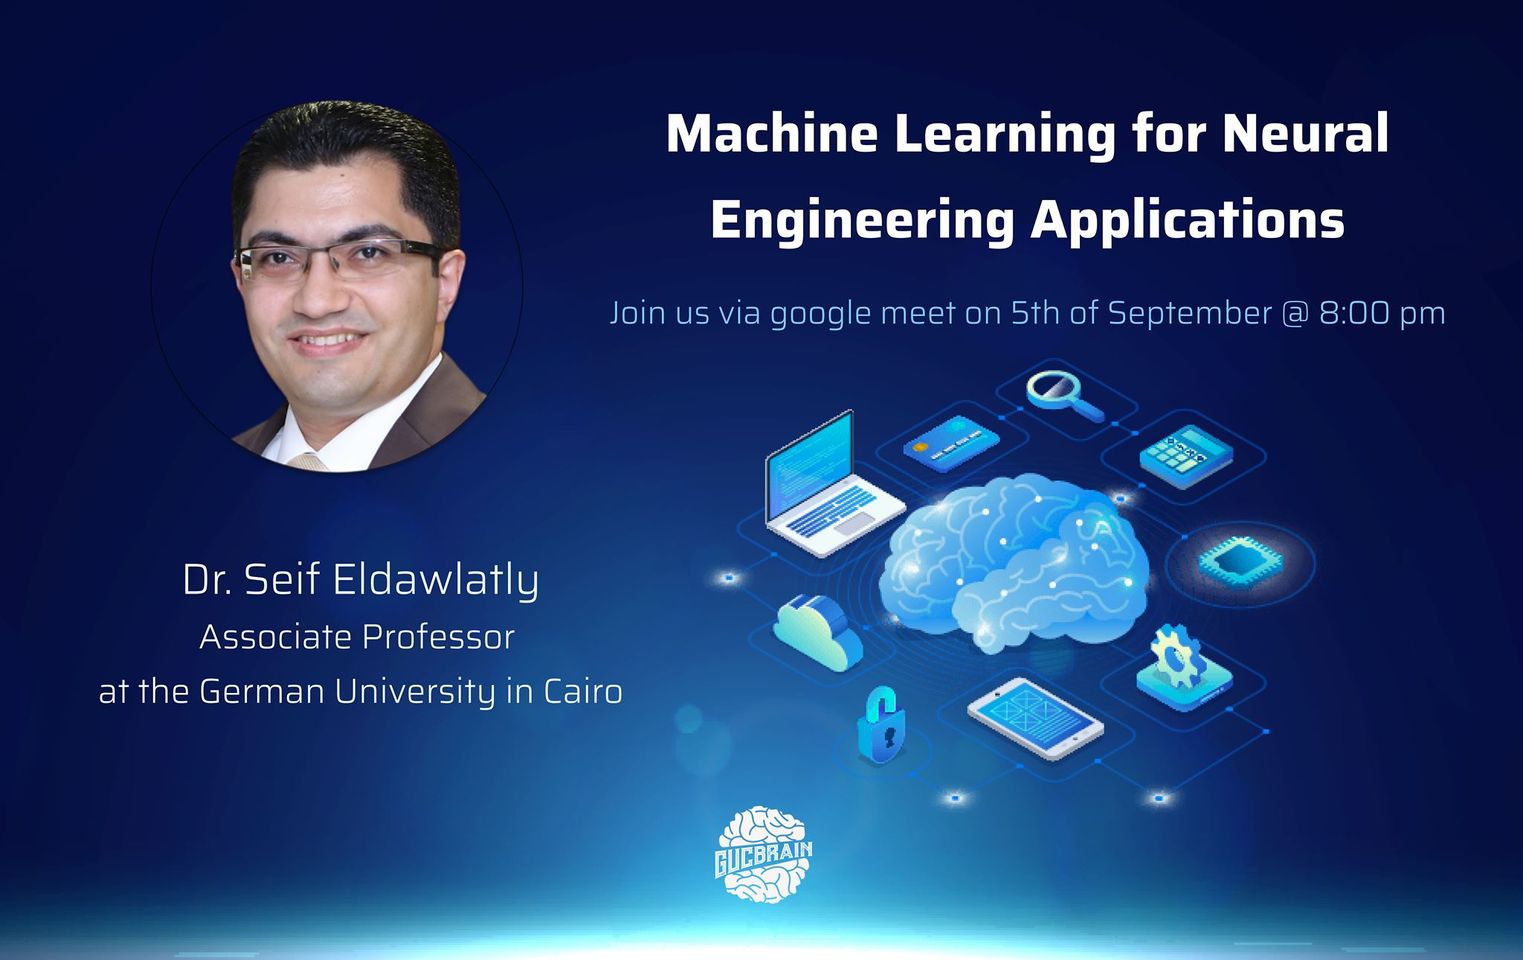 Machine Learning for Neural
Engineering Applications
Join us via google meet on 5th of September @ 8:00 pm
Dr. Seif Eldawlatly
Associate Professor
at the German University in Cairo
GUCBRAIN